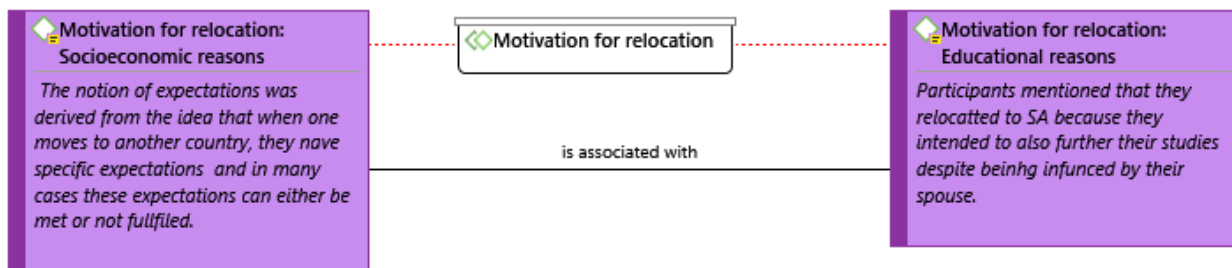 Motivation for relocation:
Socioeconomic reasons
The notion of expectations was
derived from the idea that when one
moves to another country, they nave
specific expectations and in many
cases these expectations can either be
met or not fullfiled.
Motivation for relocation
is associated with
Motivation for relocation:
Educational reasons
Participants mentioned that they
relocatted to SA because they
intended to also further their studies
despite beinhg infunced by their
spouse.